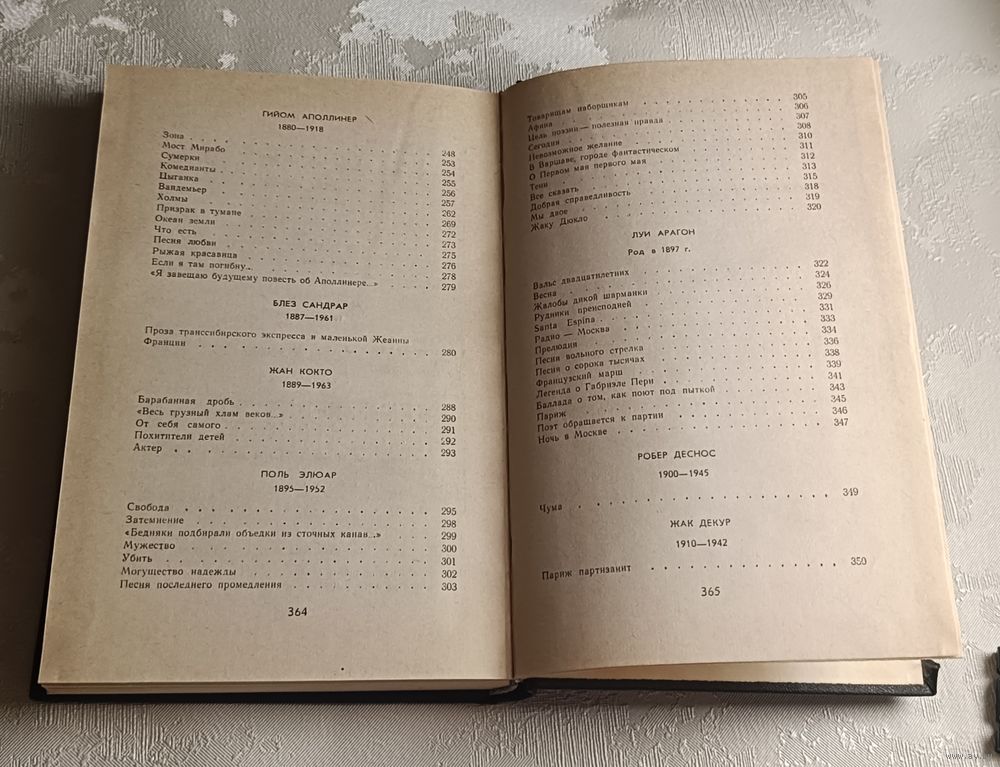 ГИЙОМ АПОЛЛИНЕР
1880—1918
Зона . . . 248
Мост Мирабо . . . 253
Сумерки . . . 254
Комедианты . . . 255
Цыганка . . . 256
Вандемьер . . . 257
Холмы . . . 262
Призрак в тумане . . . 269
Океан земли . . . 272
Что есть . . . 273
Песня любви . . . 275
Рыжая красавица . . . 276
Если я там погибну... . . . 278
«Я завещаю будущему повесть об Аполлинере...» . . . 279
БЛЕЗ САНДРАР
1887—1961
Проза транссибирского экспресса и маленькой Жеанны
Франции . . . 280
ЖАН КОКТО
1889—1963
Барабанная дробь . . . 288
«Весь грузный хлам веков...» . . . 290
От себя самого . . . 291
Похитители детей . . . 292
Актер . . . 293
ПОЛЬ ЭЛЮАР
1895—1952
Свобода . . . 295
Затемнение . . . 298
«Бедняки подбирали объедки из сточных канав...» . . . 299
Мужество . . . 300
Убить . . . 301
Могущество надежды . . . 302
Песня последнего промедления . . . 303
364
Товарищам наборщикам . . . 305
Афина . . . 306
Цель поэзии — полезная правда . . . 307
Сегодня . . . 308
Невозможное желание . . . 310
В Варшаве, городе фантастическом . . . 311
О Первом мая первого мая . . . 312
Тени . . . 313
Все сказать . . . 315
Добрая справедливость . . . 318
Мы двое . . . 319
Жаку Дюкло . . . 320
ЛУИ АРАГОН
Род в 1897 г.
Вальс двадцатилетних . . . 322
Весна . . . 324
Жалобы дикой шарманки . . . 326
Рудники преисподней . . . 329
Santa Espina . . . 331
Радио — Москва . . . 333
Прелюдия . . . 334
Песня вольного стрелка . . . 336
Песня о сорока тысячах . . . 338
Французский марш . . . 339
Легенда о Габриэле Пери . . . 341
Баллада о том, как поют под пыткой . . . 343
Париж . . . 345
Поэт обращается к партии . . . 346
Ночь в Москве . . . 347
РОБЕР ДЕСНОС
1900—1945
Чума . . . 349
ЖАК ДЕКУР
1910—1942
Париж партизанит . . . 350
365